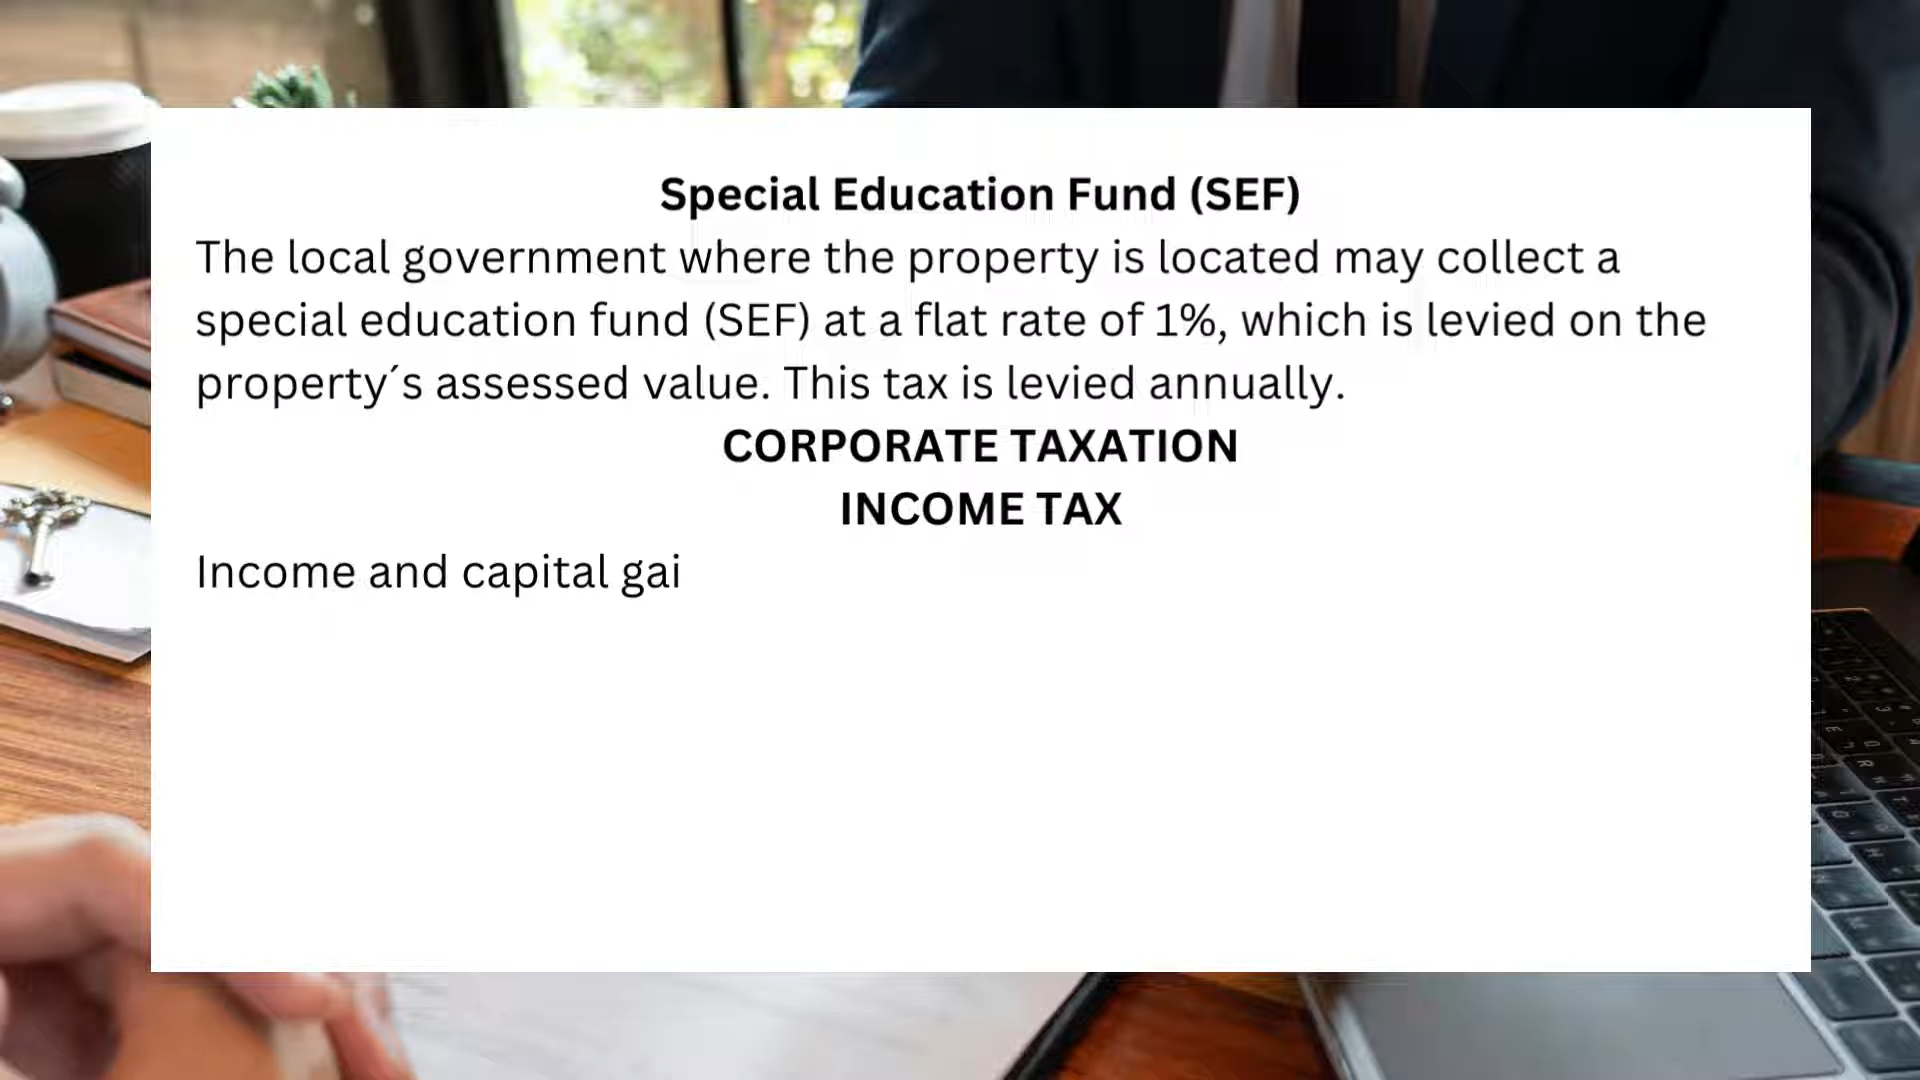 Special Education Fund (SEF)
The local government where the property is located may collect a
special education fund (SEF) at a flat rate of 1%, which is levied on the
property´s assessed value. This tax is levied annually.
CORPORATE TAXATION
INCOME TAX
Income and capital gai